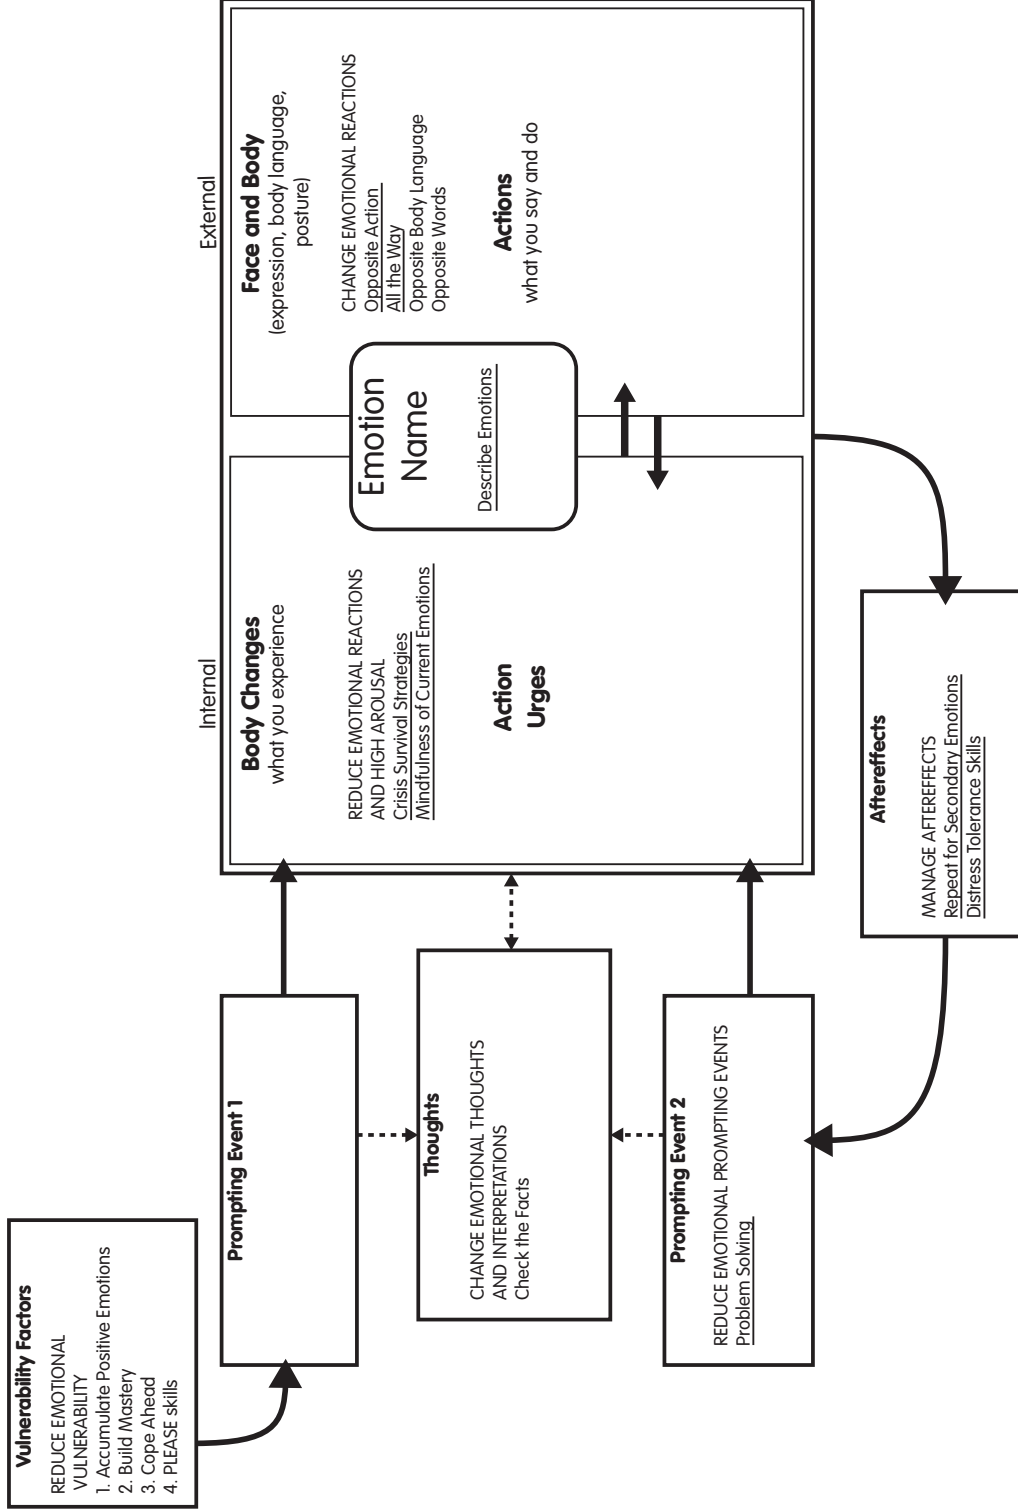 Vulnerability Factors
REDUCE EMOTIONAL
VULNERABILITY
1. Accumulate Positive Emotions
2. Build Mastery
3. Cope Ahead
4. PLEASE skills
Prompting Event 1
Thoughts
CHANGE EMOTIONAL THOUGHTS
AND INTERPRETATIONS
Check the Facts
Prompting Event 2
REDUCE EMOTIONAL PROMPTING EVENTS
Problem Solving
Internal
Body Changes
what you experience
REDUCE EMOTIONAL REACTIONS
AND HIGH AROUSAL
Crisis Survival Strategies
Mindfulness of Current Emotions
Action
Urges
Emotion
Name
Describe Emotions
External
Face and Body
(expression, body language,
posture)
CHANGE EMOTIONAL REACTIONS
Opposite Action
All the Way
Opposite Body Language
Opposite Words
Actions
what you say and do
Aftereffects
MANAGE AFTEREFFECTS
Repeat for Secondary Emotions
Distress Tolerance Skills